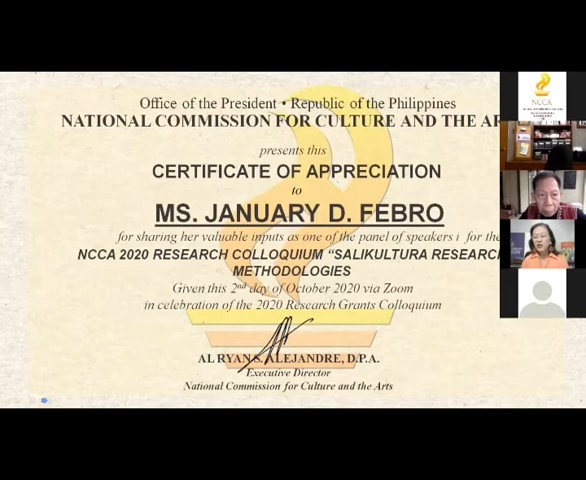 Office of the President • Republic of the Philippines
NATIONAL COMMISSION FOR CULTURE AND THE AR
presents this
CERTIFICATE OF APPRECIATION
to
MS. JANUARY D. FEBRO
for sharing her valuable inputs as one of the panel of speakers i for the
NCCA 2020 RESEARCH COLLOQUIUM “SALIKULTURA RESEARC
METHODOLOGIES
Given this 2nd day of October 2020 via Zoom
in celebration of the 2020 Research Grants Colloquium
AL RYAN S. ALEJANDRE, D.P.A.
Executive Director
National Commission for Culture and the Arts
NCCA